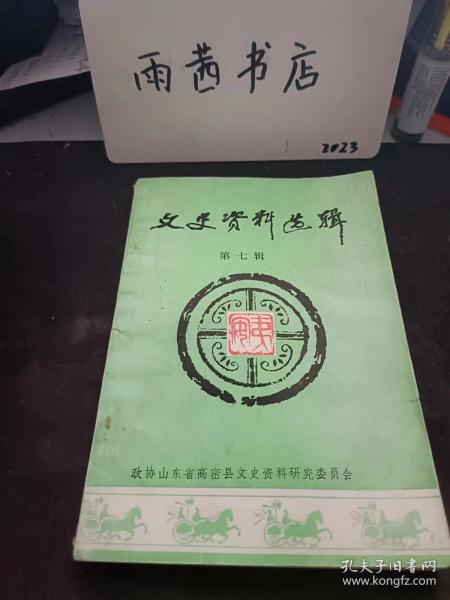 雨茜书店
2023
文史资料选辑
第七辑
政协山东省高密县文史资料研究委员会
孔夫子旧书网
www.kongfz.com